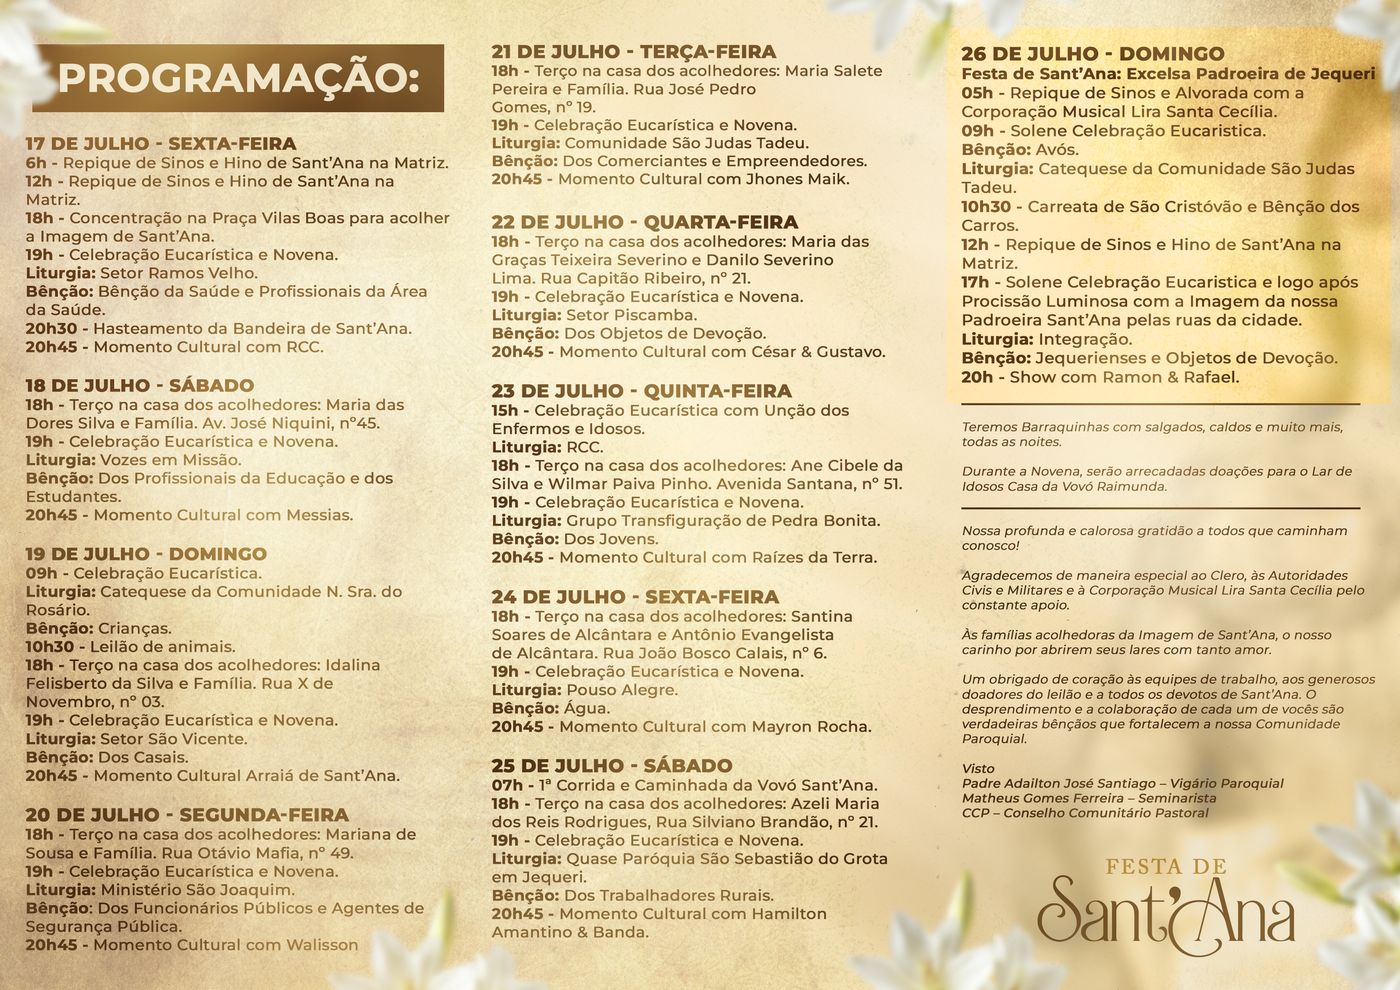 PROGRAMAÇÃO:
17 DE JULHO - SEXTA-FEIRA
6h - Repique de Sinos e Hino de Sant'Ana na Matriz.
12h - Repique de Sinos e Hino de Sant'Ana na
Matriz.
18h - Concentração na Praça Vilas Boas para acolher
a Imagem de Sant'Ana.
19h - Celebração Eucarística e Novena.
Liturgia: Setor Ramos Velho.
Bênção: Bênção da Saúde e Profissionais da Área
da Saúde.
20h30 - Hasteamento da Bandeira de Sant'Ana.
20h45 - Momento Cultural com RCC.
18 DE JULHO - SÁBADO
18h - Terço na casa dos acolhedores: Maria das
Dores Silva e Família. Av. José Niquini, nº45.
19h - Celebração Eucarística e Novena.
Liturgia: Vozes em Missão.
Bênção: Dos Profissionais da Educação e dos
Estudantes.
20h45 - Momento Cultural com Messias.
19 DE JULHO - DOMINGO
09h - Celebração Eucarística.
Liturgia: Catequese da Comunidade N. Sra. do
Rosário.
Bênção: Crianças.
10h30 - Leilão de animais.
18h - Terço na casa dos acolhedores: Idalina
Felisberto da Silva e Família. Rua X de
Novembro, nº 03.
19h - Celebração Eucarística e Novena.
Liturgia: Setor São Vicente.
Bênção: Dos Casais.
20h45 - Momento Cultural Arraiá de Sant'Ana.
20 DE JULHO - SEGUNDA-FEIRA
18h - Terço na casa dos acolhedores: Mariana de
Sousa e Família. Rua Otávio Mafia, nº 49.
19h - Celebração Eucarística e Novena.
Liturgia: Ministério São Joaquim.
Bênção: Dos Funcionários Públicos e Agentes de
Segurança Pública.
20h45 - Momento Cultural com Walisson
21 DE JULHO - TERÇA-FEIRA
18h - Terço na casa dos acolhedores: Maria Salete
Pereira e Família. Rua José Pedro
Gomes, nº 19.
19h - Celebração Eucarística e Novena.
Liturgia: Comunidade São Judas Tadeu.
Bênção: Dos Comerciantes e Empreendedores.
20h45 - Momento Cultural com Jhones Maik.
22 DE JULHO - QUARTA-FEIRA
18h - Terço na casa dos acolhedores: Maria das
Graças Teixeira Severino e Danilo Severino
Lima. Rua Capitão Ribeiro, nº 21.
19h - Celebração Eucarística e Novena.
Liturgia: Setor Piscamba.
Bênção: Dos Objetos de Devoção.
20h45 - Momento Cultural com César & Gustavo.
23 DE JULHO - QUINTA-FEIRA
15h - Celebração Eucarística com Unção dos
Enfermos e Idosos.
Liturgia: RCC.
18h - Terço na casa dos acolhedores: Ane Cibele da
Silva e Wilmar Paiva Pinho. Avenida Santana, nº 51.
19h - Celebração Eucarística e Novena.
Liturgia: Grupo Transfiguração de Pedra Bonita.
Bênção: Dos Jovens.
20h45 - Momento Cultural com Raízes da Terra.
24 DE JULHO - SEXTA-FEIRA
18h - Terço na casa dos acolhedores: Santina
Soares de Alcântara e Antônio Evangelista
de Alcântara. Rua João Bosco Calais, nº 6.
19h - Celebração Eucarística e Novena.
Liturgia: Pouso Alegre.
Bênção: Água.
20h45 - Momento Cultural com Mayron Rocha.
25 DE JULHO - SÁBADO
07h - 1ª Corrida e Caminhada da Vovó Sant'Ana.
18h - Terço na casa dos acolhedores: Azeli Maria
dos Reis Rodrigues, Rua Silviano Brandão, nº 21.
19h - Celebração Eucarística e Novena.
Liturgia: Quase Paróquia São Sebastião do Grota
em Jequeri.
Bênção: Dos Trabalhadores Rurais.
20h45 - Momento Cultural com Hamilton
Amantino & Banda.
26 DE JULHO - DOMINGO
Festa de Sant'Ana: Excelsa Padroeira de Jequeri
05h - Repique de Sinos e Alvorada com a
Corporação Musical Lira Santa Cecília.
09h - Solene Celebração Eucaristica.
Bênção: Avós.
Liturgia: Catequese da Comunidade São Judas
Tadeu.
10h30 - Carreata de São Cristóvão e Bênção dos
Carros.
12h - Repique de Sinos e Hino de Sant'Ana na
Matriz.
17h - Solene Celebração Eucaristica e logo após
Procissão Luminosa com a Imagem da nossa
Padroeira Sant'Ana pelas ruas da cidade.
Liturgia: Integração.
Bênção: Jequerienses e Objetos de Devoção.
20h - Show com Ramon & Rafael.
Teremos Barraquinhas com salgados, caldos e muito mais,
todas as noites.
Durante a Novena, serão arrecadadas doações para o Lar de
Idosos Casa da Vovó Raimunda.
Nossa profunda e calorosa gratidão a todos que caminham
conosco!
Agradecemos de maneira especial ao Clero, às Autoridades
Civis e Militares e à Corporação Musical Lira Santa Cecília pelo
constante apoio.
Às famílias acolhedoras da Imagem de Sant'Ana, o nosso
carinho por abrirem seus lares com tanto amor.
Um obrigado de coração às equipes de trabalho, aos generosos
doadores do leilão e a todos os devotos de Sant'Ana. O
desprendimento e a colaboração de cada um de vocês são
verdadeiras bênçãos que fortalecem a nossa Comunidade
Paroquial.
Visto
Padre Adailton José Santiago – Vigário Paroquial
Matheus Gomes Ferreira – Seminarista
CCP – Conselho Comunitário Pastoral
FESTA DE
Sant'Ana